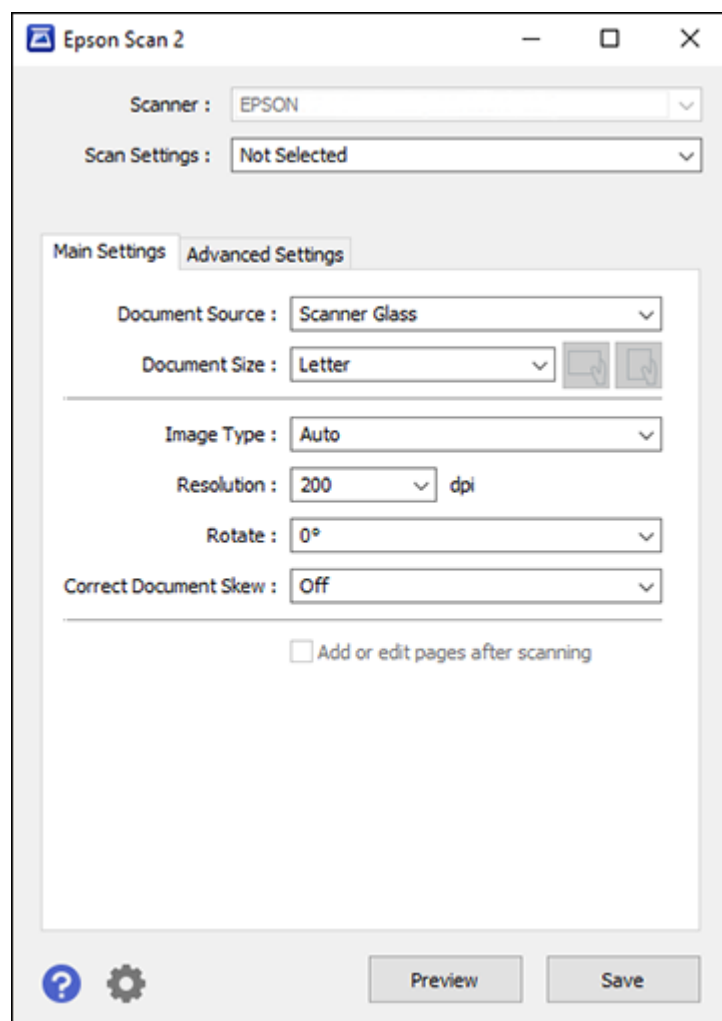 Epson Scan 2
Scanner : EPSON
Scan Settings : Not Selected
Main Settings Advanced Settings
Document Source : Scanner Glass
Document Size : Letter
Image Type : Auto
Resolution : 200 dpi
Rotate : 0°
Correct Document Skew : Off
Add or edit pages after scanning
? Preview Save